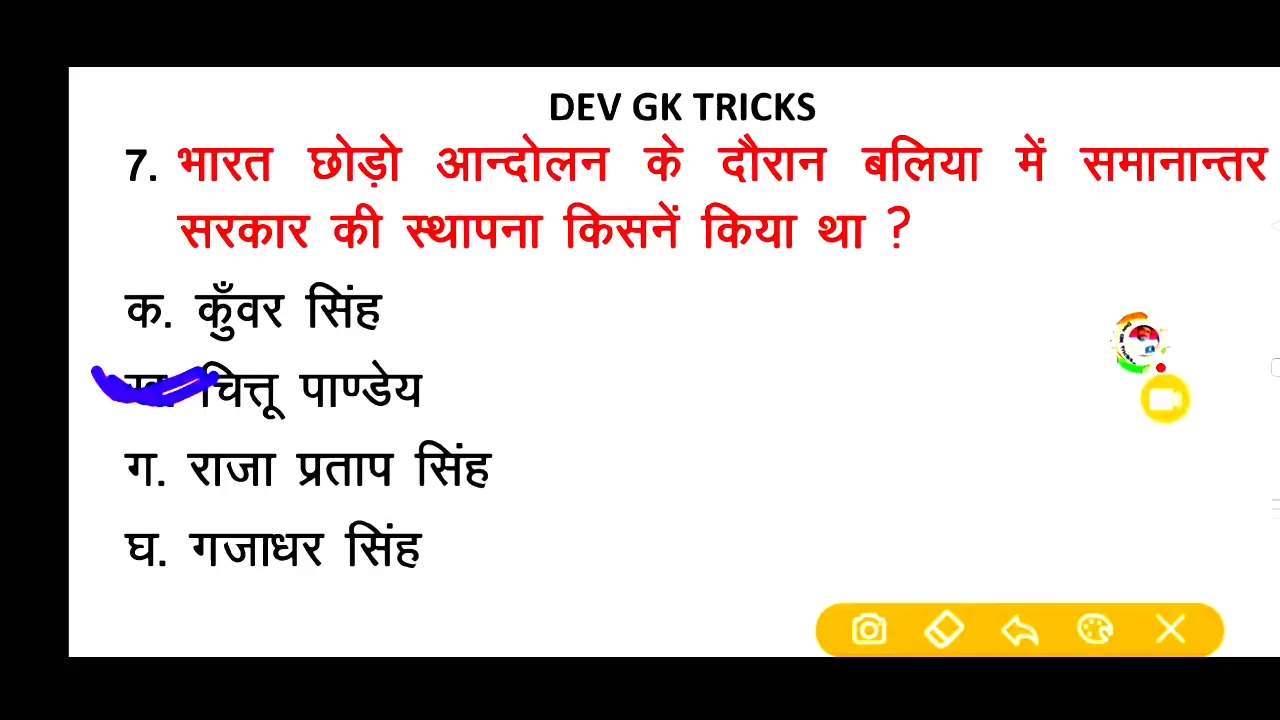 DEV GK TRICKS
7. भारत छोड़ो आन्दोलन के दौरान बलिया में समानान्तर
सरकार की स्थापना किसनें किया था ?
क. कुँवर सिंह
ख. चित्तू पाण्डेय
ग. राजा प्रताप सिंह
घ. गजाधर सिंह